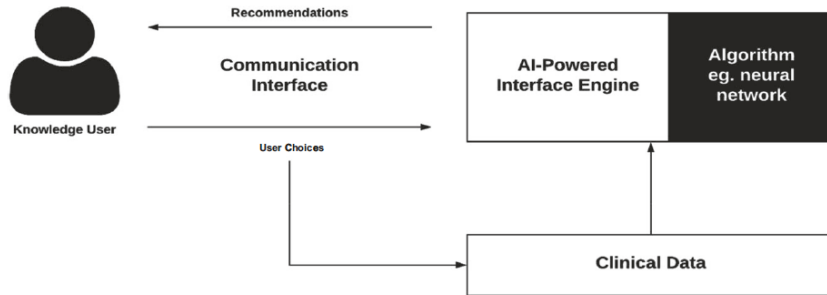 Recommendations
Communication
Interface
Knowledge User
User Choices
AI-Powered
Interface Engine
Algorithm
eg. neural
network
Clinical Data